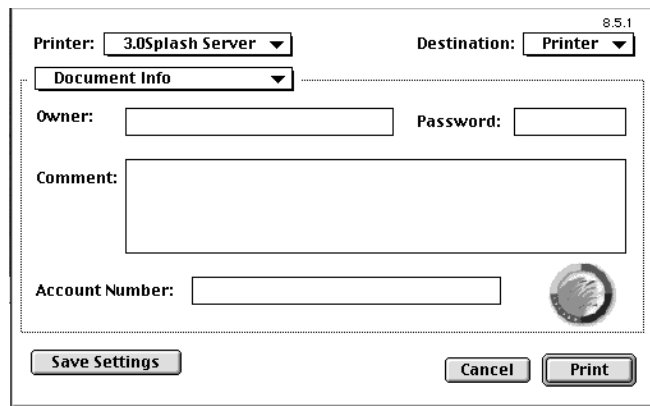 8.5.1
Printer: 3.0Splash Server Destination: Printer
Document Info
Owner: Password:
Comment:
Account Number:
Save Settings Cancel Print